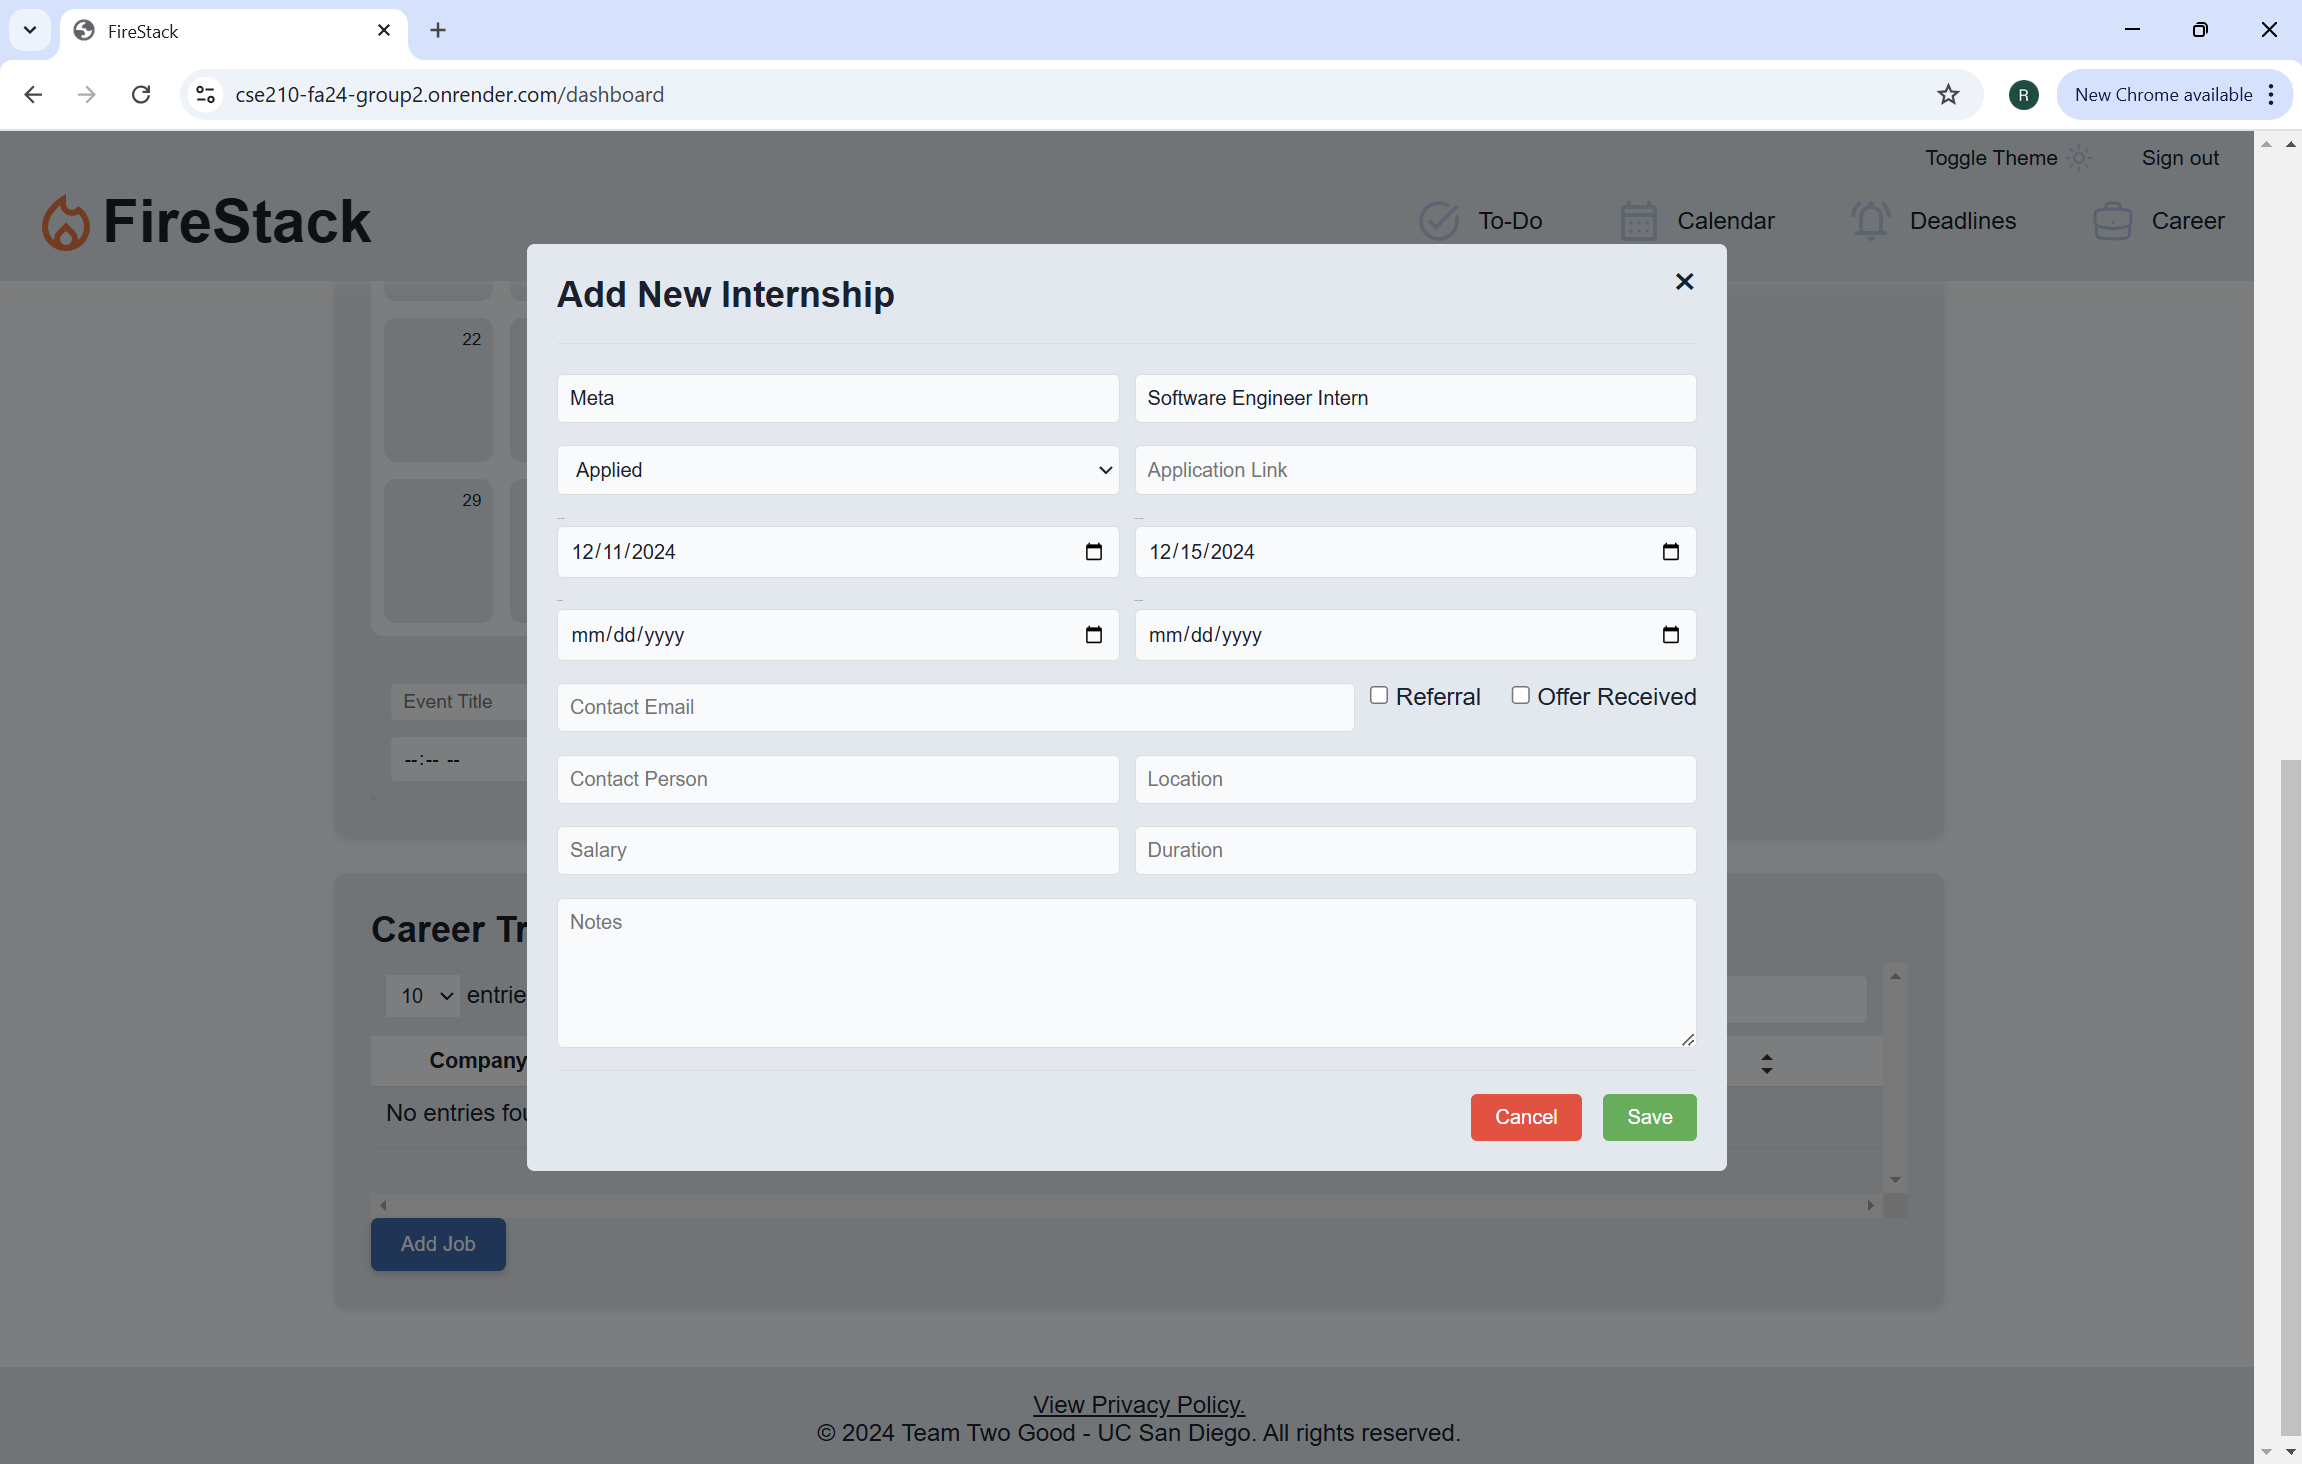 FireStack
cse210-fa24-group2.onrender.com/dashboard
R
New Chrome available
Toggle Theme
Sign out
FireStack
To-Do
Calendar
Deadlines
Career
Add New Internship
22
Meta
Software Engineer Intern
Applied
Application Link
29
12/11/2024
12/15/2024
mm/dd/yyyy
mm/dd/yyyy
Event Title
Contact Email
Referral
Offer Received
--:-- --
Contact Person
Location
Salary
Duration
Notes
Career Tr
10
entrie
Company
No entries fou
Cancel
Save
Add Job
View Privacy Policy.
© 2024 Team Two Good - UC San Diego. All rights reserved.